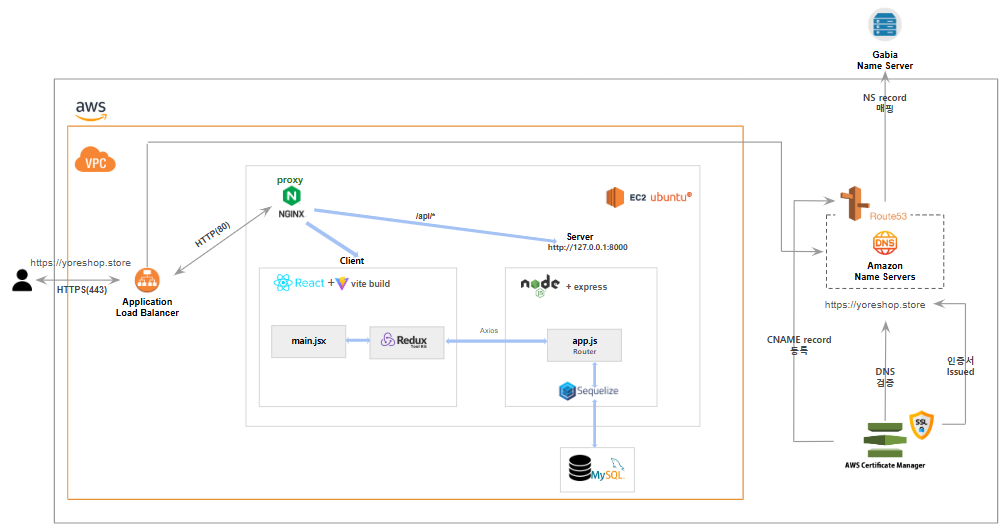 Gabia
Name Server
NS record
매핑
aws
VPC
proxy
N
NGINX
EC2 ubuntu®
/api/*
HTTP(80)
Server
http://127.0.0.1:8000
Client
https://yoreshop.store
HTTPS(443)
Application
Load Balancer
React + vite build
node
JS
+ express
main.jsx
Redux
Tool Kit
Axios
app.js
Router
Sequelize
MySQL
Route53
DNS
Amazon
Name Servers
https://yoreshop.store
CNAME record
등록
DNS
검증
인증서
Issued
SSL
AWS Certificate Manager